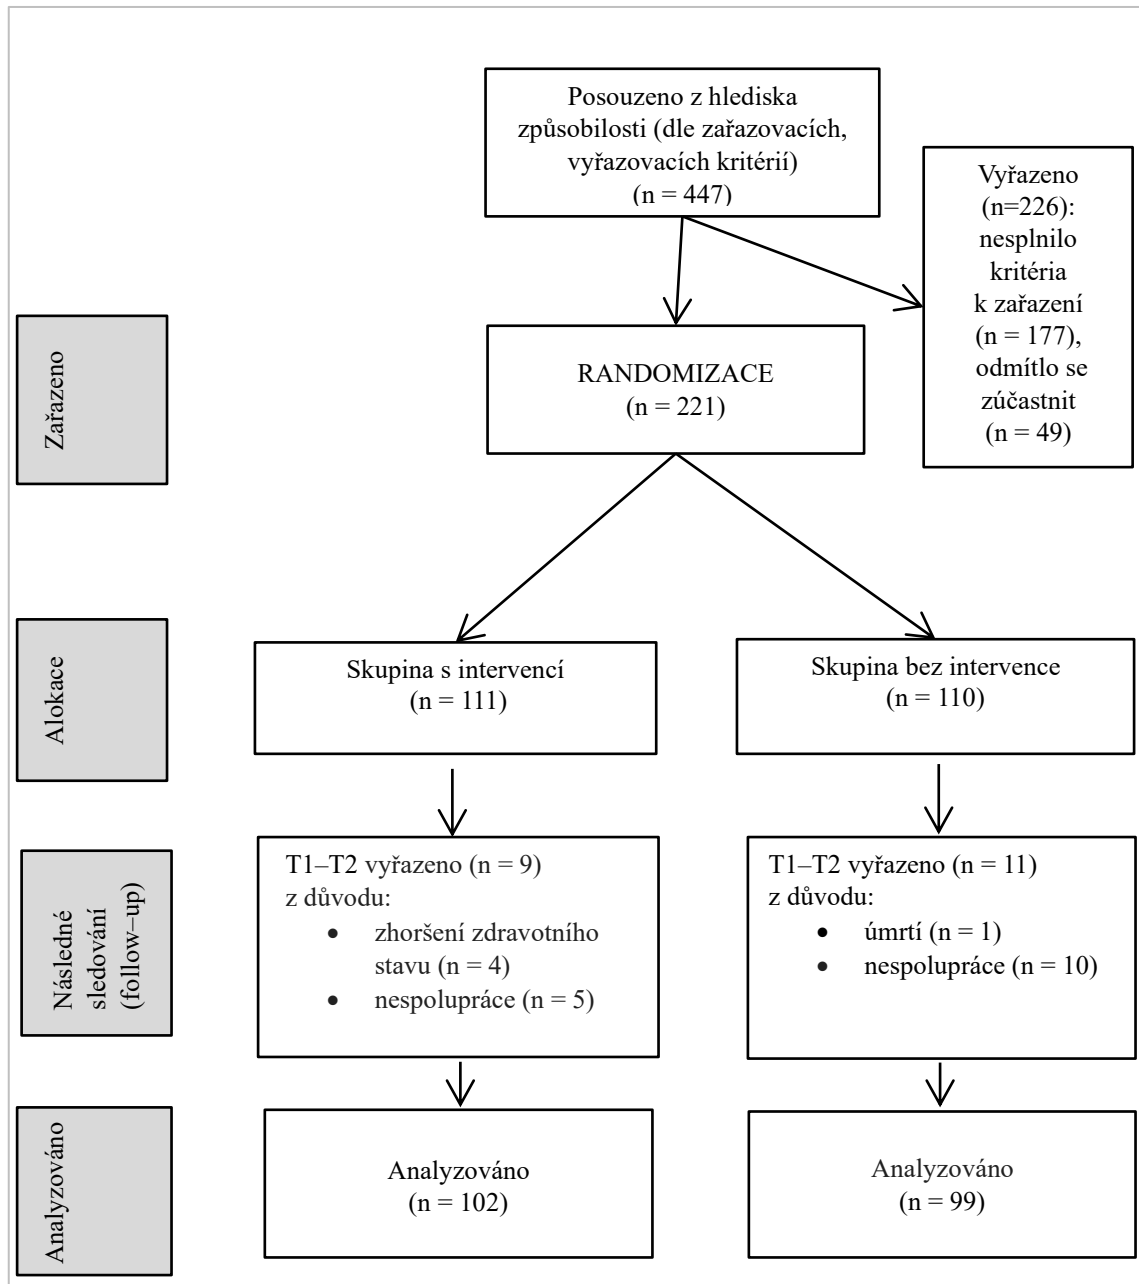 Posouzeno z hlediska
způsobilosti (dle zařazovacích,
vyřazovacích kritérií)
(n = 447)
Vyřazeno
(n=226):
nesplnilo
kritéria
k zařazení
(n = 177),
odmítlo se
zúčastnit
(n = 49)
Zařazeno
RANDOMIZACE
(n = 221)
Alokace
Skupina s intervencí
(n = 111)
Skupina bez intervence
(n = 110)
Následné
sledování
(follow–up)
T1–T2 vyřazeno (n = 9)
z důvodu:
• zhoršení zdravotního
stavu (n = 4)
• nespolupráce (n = 5)
T1–T2 vyřazeno (n = 11)
z důvodu:
• úmrtí (n = 1)
• nespolupráce (n = 10)
Analyzováno
Analyzováno
(n = 102)
Analyzováno
(n = 99)